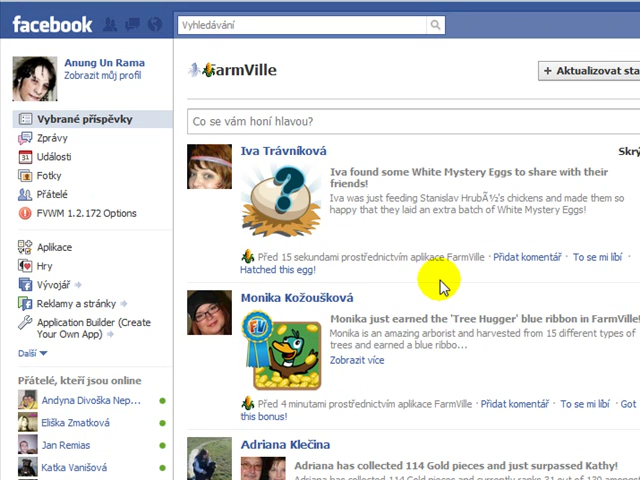 facebook
Vyhledávání
Anung Un Rama
Zobrazit můj profil
FarmVille
+ Aktualizovat sta
Vybrané příspěvky
Co se vám honí hlavou?
Zprávy
31 Události
Fotky
Přátelé
FVWM 1.2.172 Options
Aplikace
Hry
Vývojář
Reklamy a stránky
Application Builder (Create
Your Own App)
Další
Přátelé, kteří jsou online
Andyna Divoška Nep...
Eliška Zmatková
Jan Remias
Katka Vanišová
Iva Trávníková
Skrý
Iva found some White Mystery Eggs to share with their
friends!
Iva was just feeding Stanislav HrubÃ½'s chickens and made them so
happy that they laid an extra batch of White Mystery Eggs!
?
Před 15 sekundami prostřednictvím aplikace FarmVille · Přidat komentář · To se mi líbí ·
Hatched this egg!
Monika Kožoušková
Monika just earned the 'Tree Hugger' blue ribbon in FarmVille!
Monika is an amazing arborist and harvested from 15 different types of
trees and earned a blue ribbo...
Zobrazit více
FV
Před 4 minutami prostřednictvím aplikace FarmVille · Přidat komentář · To se mi líbí · Got
this bonus!
Adriana Klečina
Adriana has collected 114 Gold pieces and just surpassed Kathy!